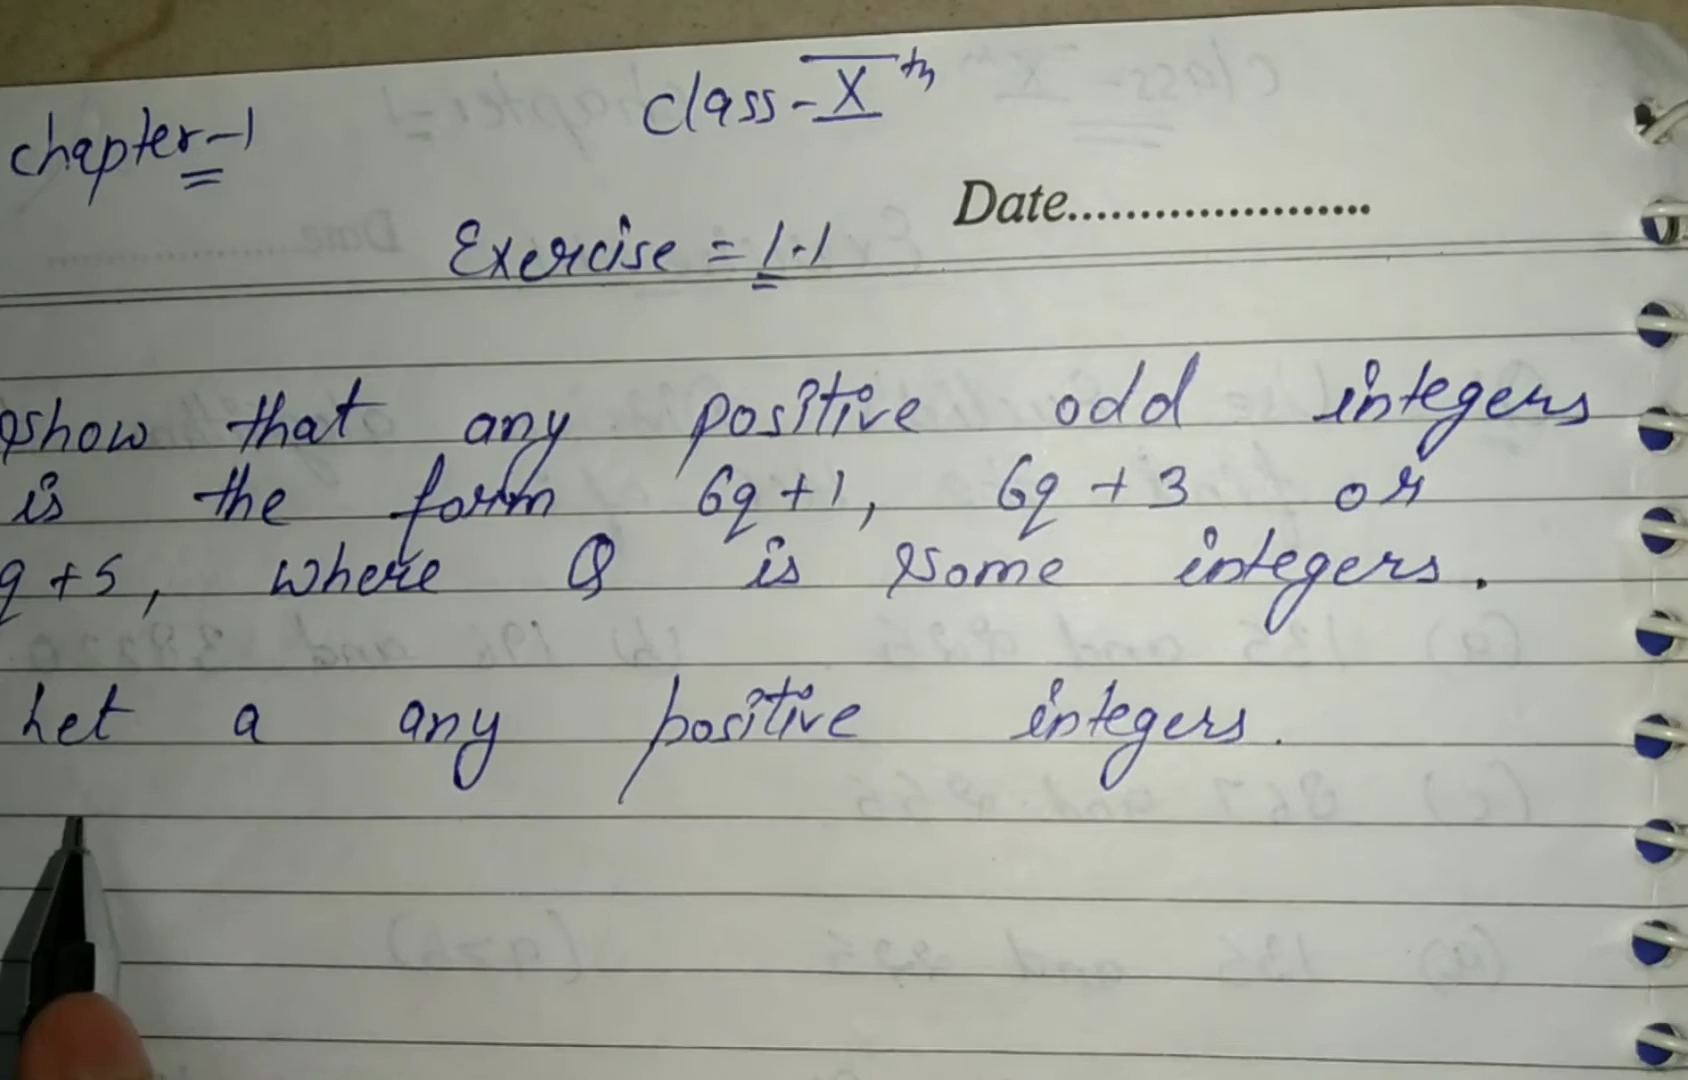 chapter-1
Class-Xth
Date......................
Exercise = 1.1
show that any positive odd integers
is the form 6q+1, 6q+3 or
q+5, where Q is some integers.
Let a any positive integers.